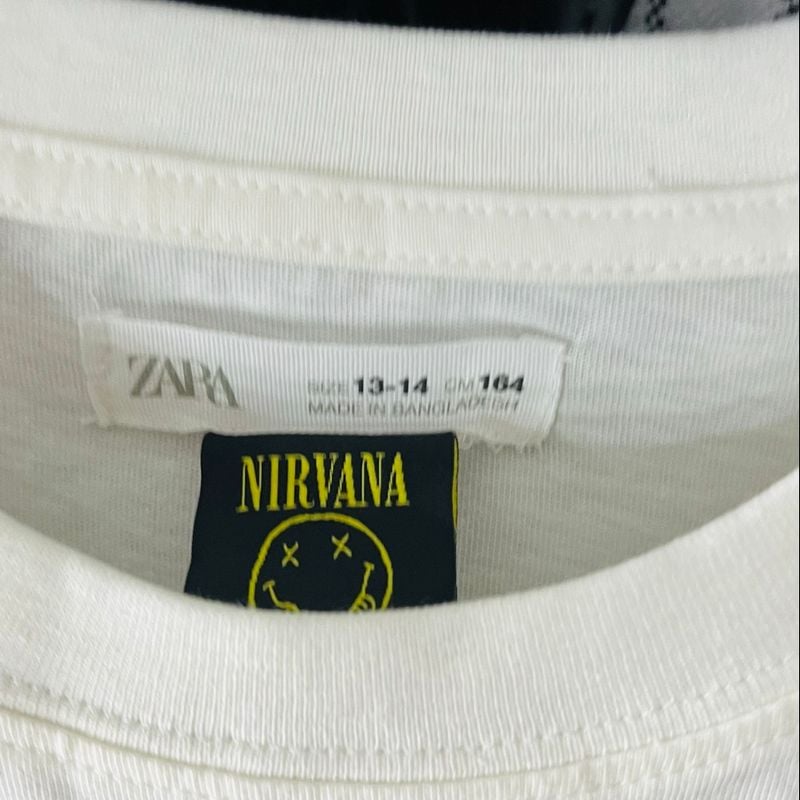 ZARA SIZE 13-14 CM 164
MADE IN BANGLADESH
NIRVANA